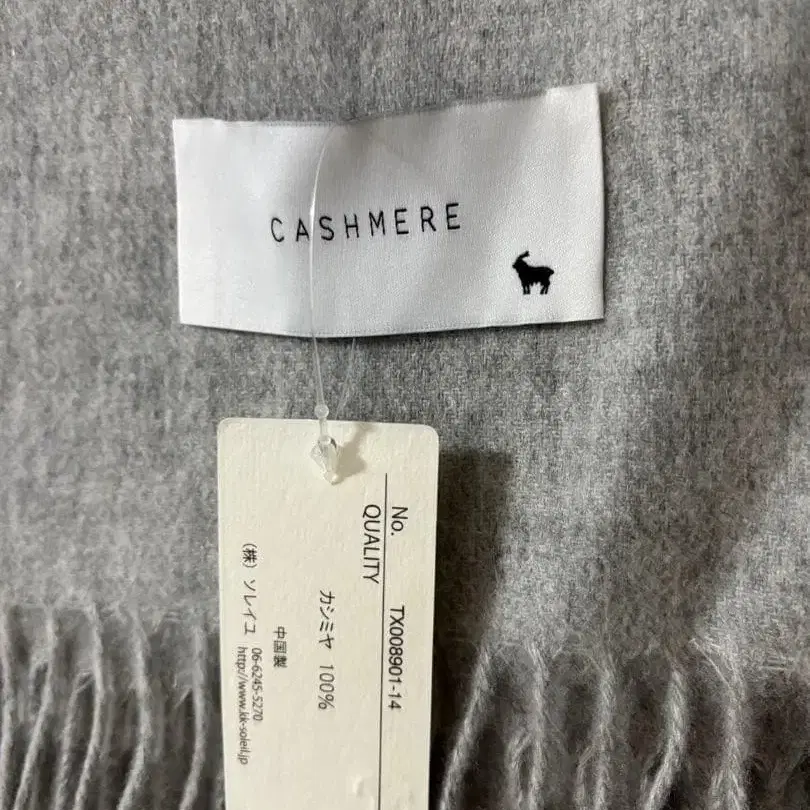 CASHMERE
No. TX008901-14
QUALITY
カシミヤ 100%
中国製
(株) ソレイユ 06-6245-5270
http://www.kk-soleil.jp